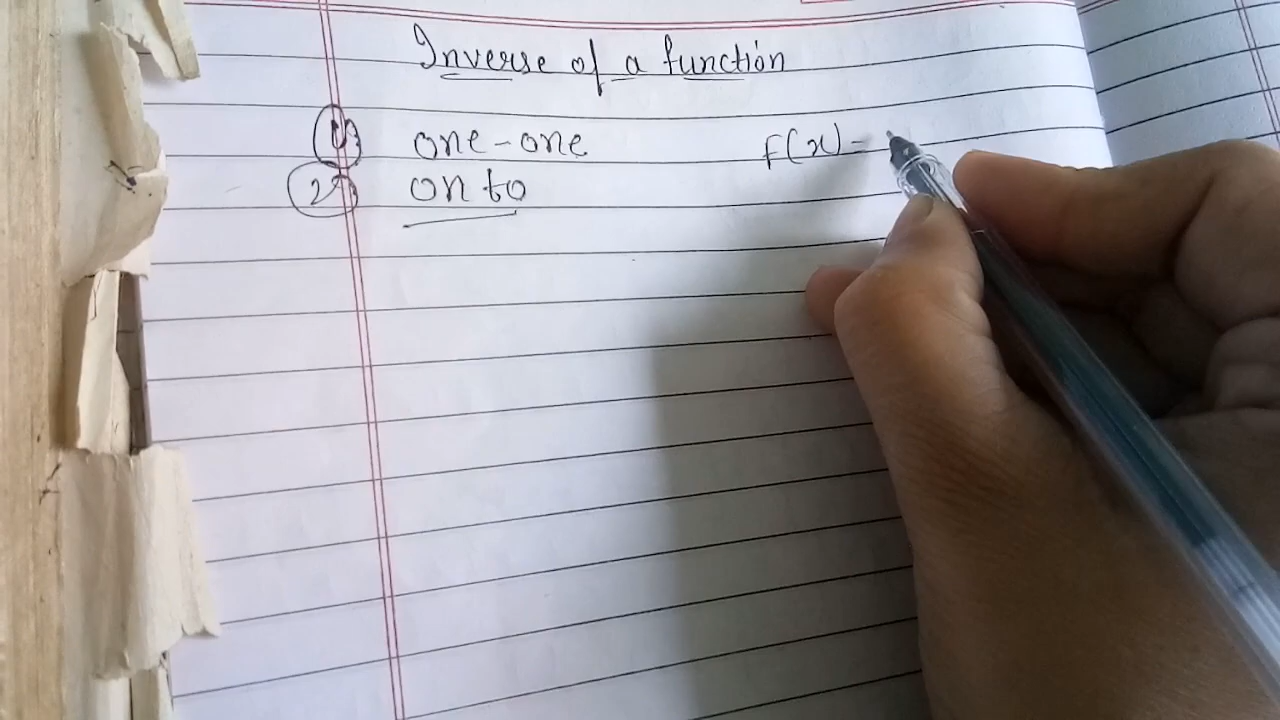 Inverse of a function
1) one-one f(x)=
2) onto